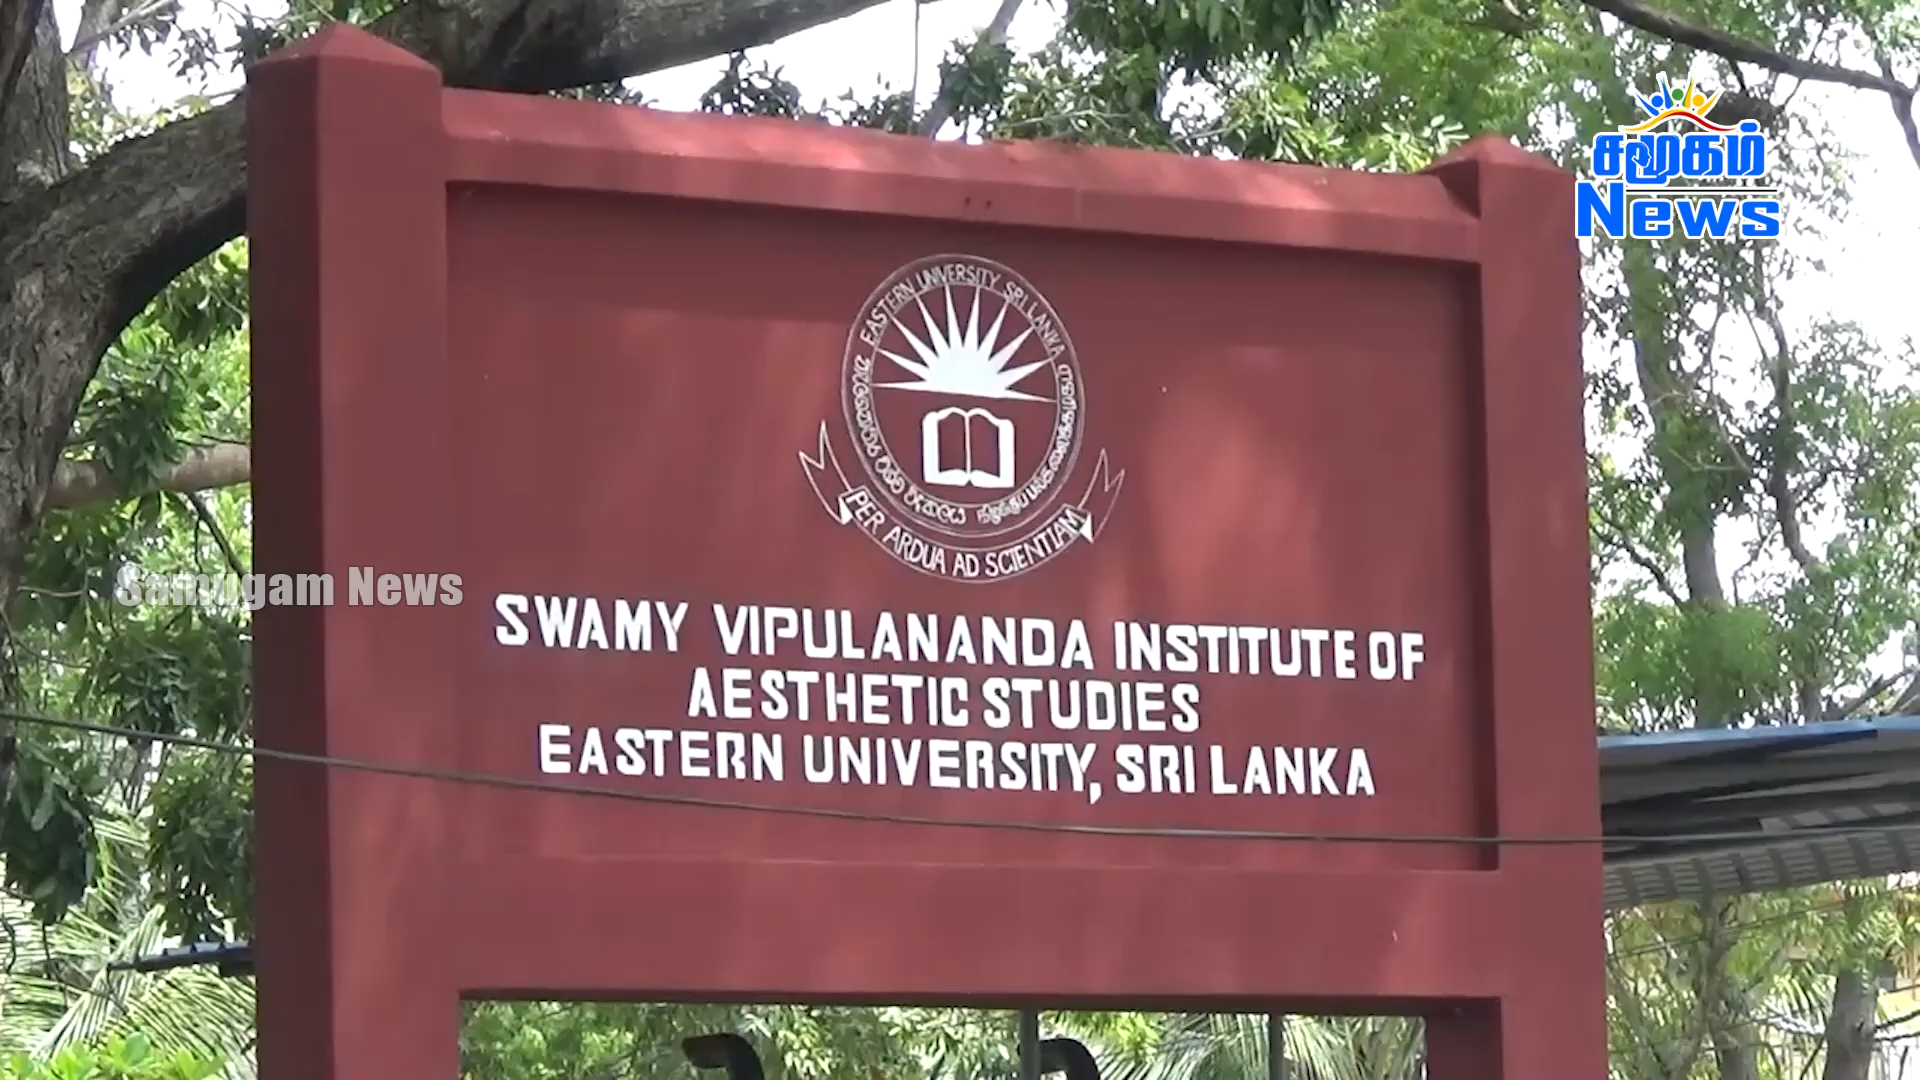 சமூகம்
News
EASTERN UNIVERSITY SRI LANKA
PER ARDUA AD SCIENTIAM
Samugam News
SWAMY VIPULANANDA INSTITUTE OF
AESTHETIC STUDIES
EASTERN UNIVERSITY, SRI LANKA